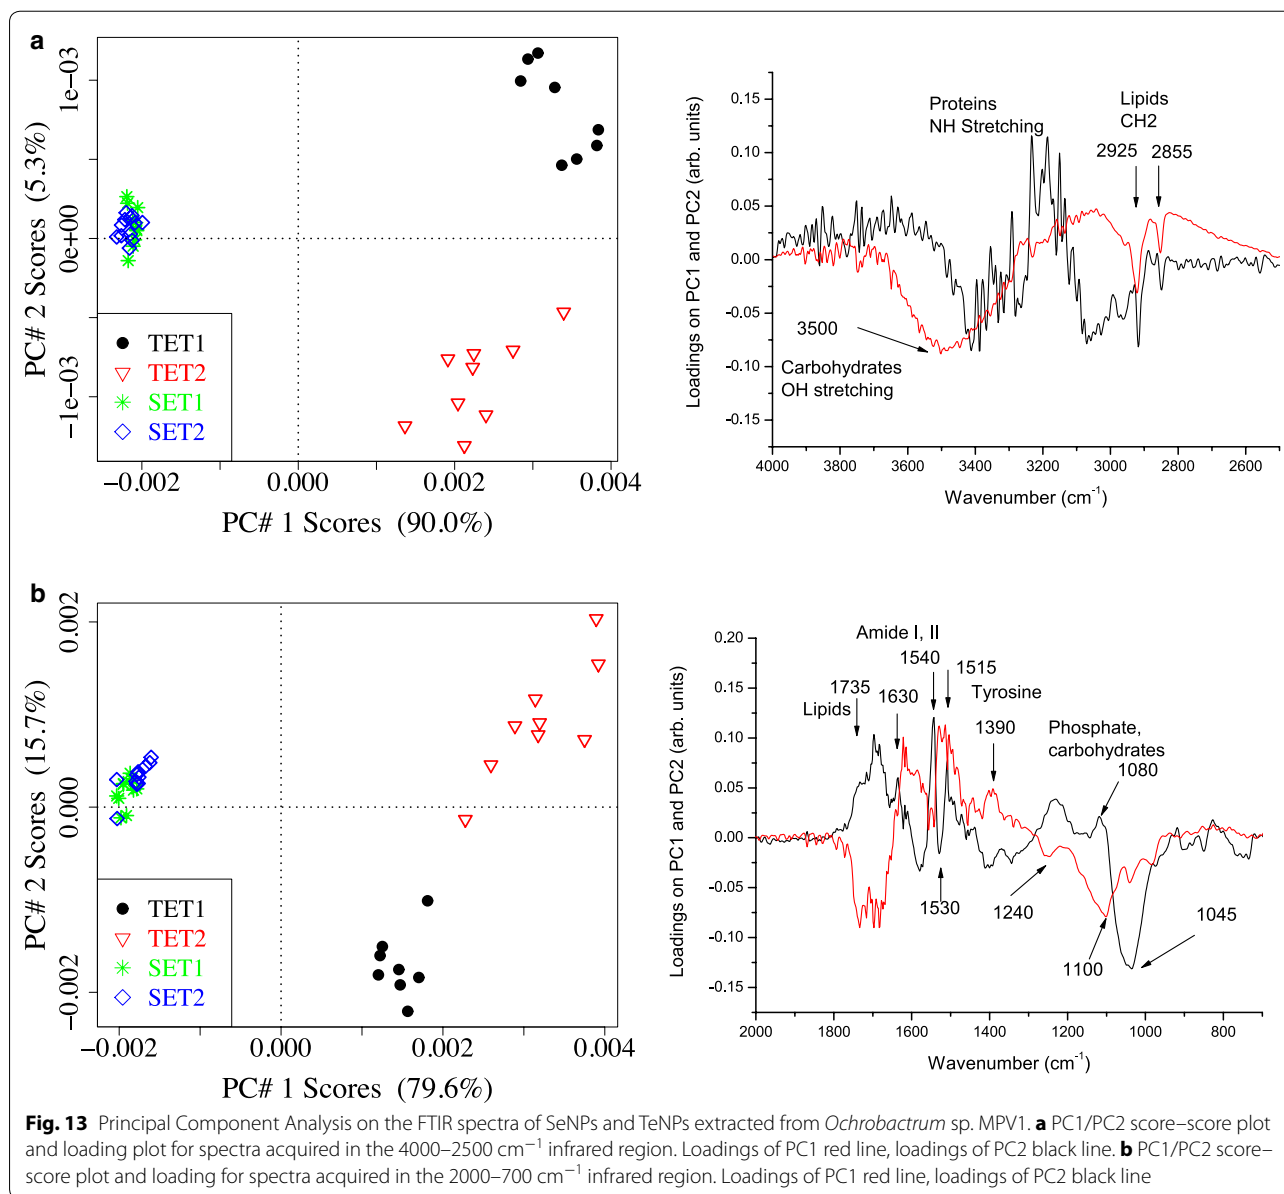 a
1e−03
0e+00
−1e−03
PC# 2 Scores (5.3%)
TET1
TET2
SET1
SET2
−0.002
0.000
0.002
0.004
PC# 1 Scores (90.0%)
Loadings on PC1 and PC2 (arb. units)
0.15
0.10
0.05
0.00
-0.05
-0.10
-0.15
Proteins
NH Stretching
Lipids
CH2
2925
2855
3500
Carbohydrates
OH stretching
4000
3600
3400
3200
3000
2800
2600
Wavenumber (cm-1)
b
0.002
0.000
−0.002
PC# 2 Scores (15.7%)
TET1
TET2
SET1
SET2
−0.002
0.000
0.002
0.004
PC# 1 Scores (79.6%)
Loadings on PC1 and PC2 (arb. units)
0.20
0.15
0.10
0.05
0.00
-0.05
-0.10
-0.15
Amide I, II
1540
1515
1735
1630
Tyrosine
Lipids
1390
Phosphate,
carbohydrates
1080
1530
1240
1045
1100
2000
1800
1600
1400
1200
1000
800
Wavenumber (cm-1)
Fig. 13 Principal Component Analysis on the FTIR spectra of SeNPs and TeNPs extracted from Ochrobactrum sp. MPV1. a PC1/PC2 score–score plot
and loading plot for spectra acquired in the 4000–2500 cm−1 infrared region. Loadings of PC1 red line, loadings of PC2 black line. b PC1/PC2 score–
score plot and loading for spectra acquired in the 2000–700 cm−1 infrared region. Loadings of PC1 red line, loadings of PC2 black line